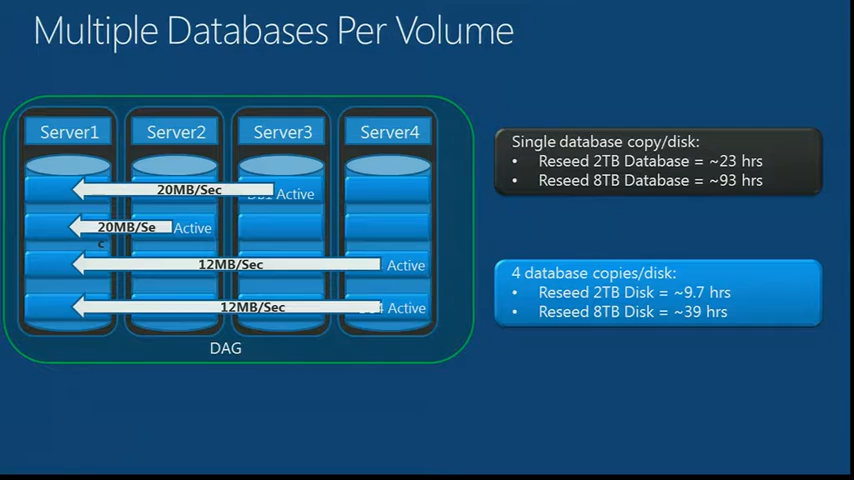 Multiple Databases Per Volume
Server1
Server2
Server3
Server4
20MB/Sec
Active
20MB/Se
c
Active
12MB/Sec
Active
12MB/Sec
Active
DAG
Single database copy/disk:
• Reseed 2TB Database = ~23 hrs
• Reseed 8TB Database = ~93 hrs
4 database copies/disk:
• Reseed 2TB Disk = ~9.7 hrs
• Reseed 8TB Disk = ~39 hrs